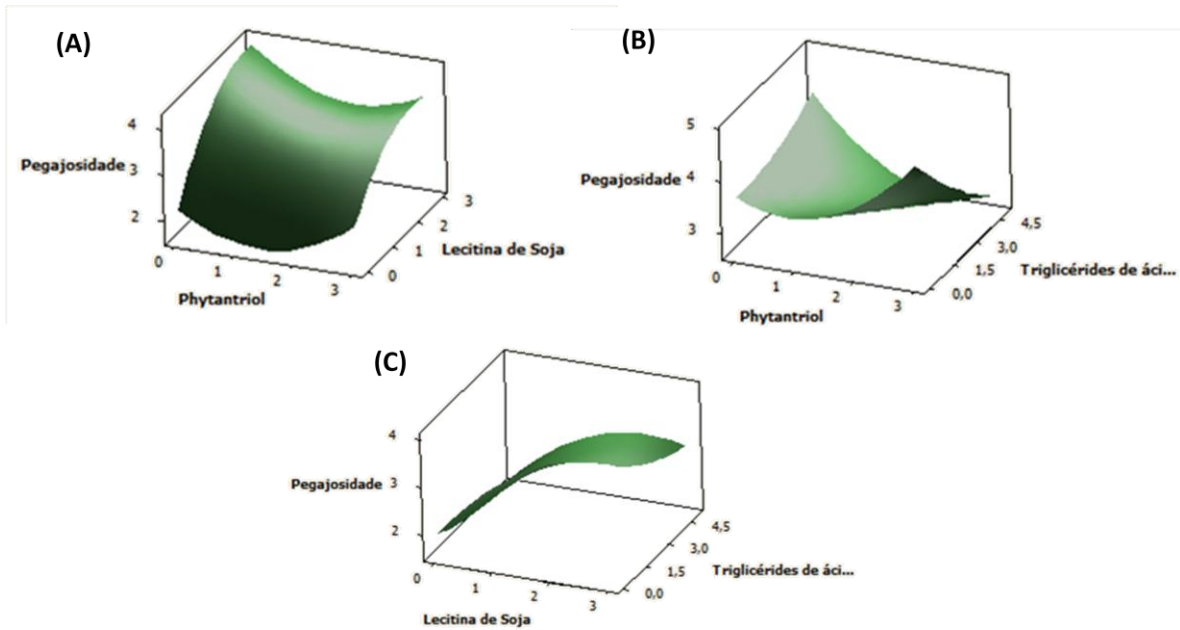 (A)
4
Pegajosidade 3
2
0
1
2
3
Phytantriol
0
1
2
3
Lecitina de Soja
(B)
5
Pegajosidade 4
3
0
1
2
3
Phytantriol
0,0
1,5
3,0
4,5
Triglicérides de áci...
(C)
4
Pegajosidade 3
2
0
1
2
3
Lecitina de Soja
0,0
1,5
3,0
4,5
Triglicérides de áci...